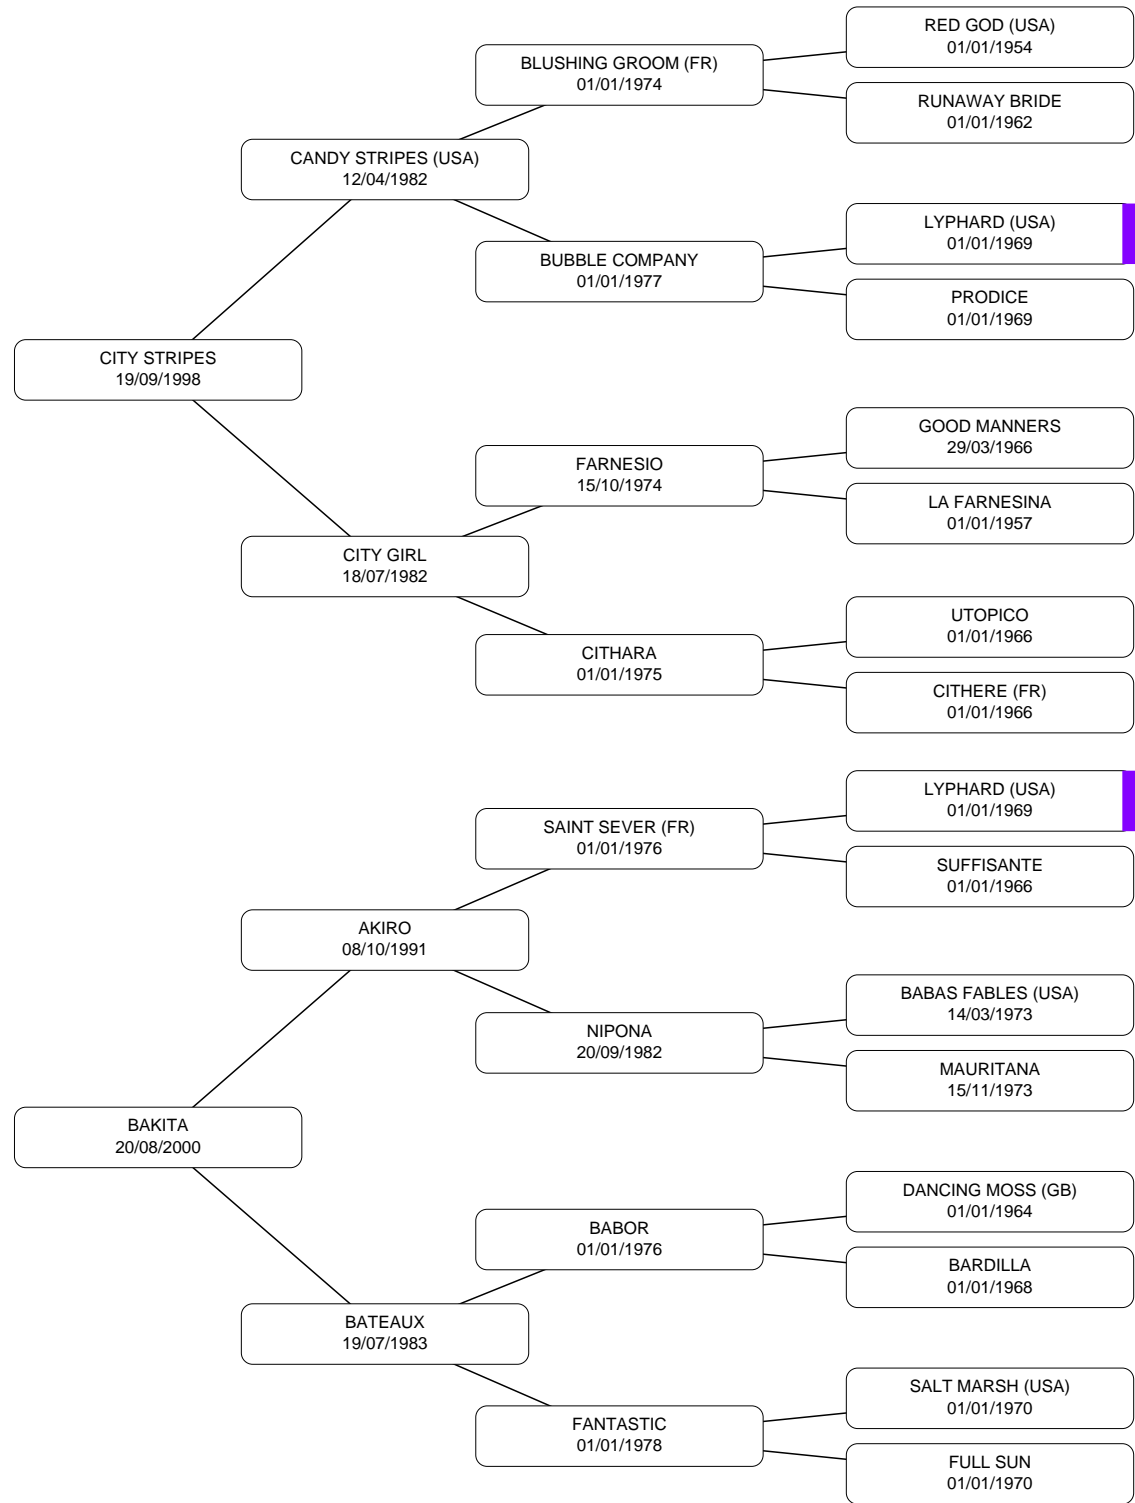 RED GOD (USA)
01/01/1954
BLUSHING GROOM (FR)
01/01/1974
RUNAWAY BRIDE
01/01/1962
CANDY STRIPES (USA)
12/04/1982
LYPHARD (USA)
01/01/1969
BUBBLE COMPANY
01/01/1977
PRODICE
01/01/1969
CITY STRIPES
19/09/1998
GOOD MANNERS
29/03/1966
FARNESIO
15/10/1974
LA FARNESINA
01/01/1957
CITY GIRL
18/07/1982
UTOPICO
01/01/1966
CITHARA
01/01/1975
CITHERE (FR)
01/01/1966
LYPHARD (USA)
01/01/1969
SAINT SEVER (FR)
01/01/1976
SUFFISANTE
01/01/1966
AKIRO
08/10/1991
BABAS FABLES (USA)
14/03/1973
NIPONA
20/09/1982
MAURITANA
15/11/1973
BAKITA
20/08/2000
DANCING MOSS (GB)
01/01/1964
BABOR
01/01/1976
BARDILLA
01/01/1968
BATEAUX
19/07/1983
SALT MARSH (USA)
01/01/1970
FANTASTIC
01/01/1978
FULL SUN
01/01/1970